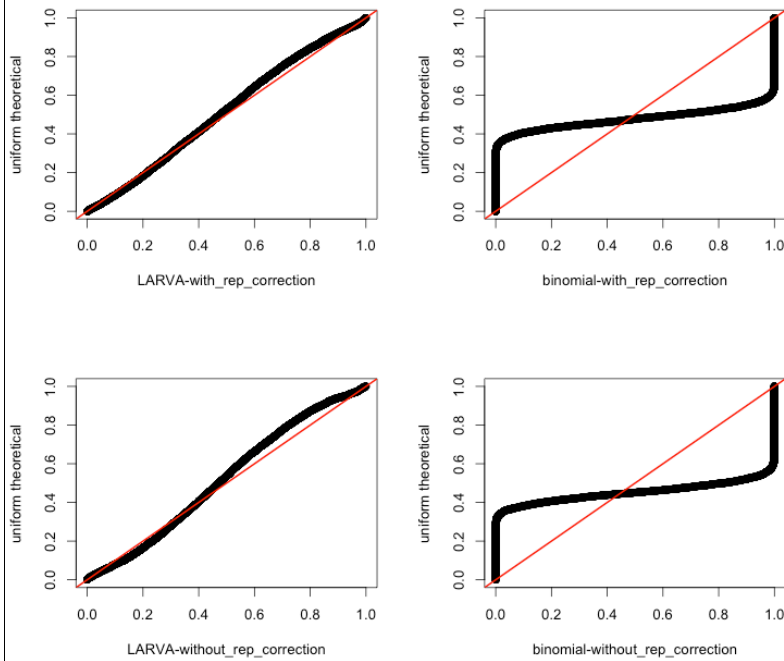 uniform theoretical
0.0 0.2 0.4 0.6 0.8 1.0
0.0 0.2 0.4 0.6 0.8 1.0
LARVA-with_rep_correction
uniform theoretical
0.0 0.2 0.4 0.6 0.8 1.0
0.0 0.2 0.4 0.6 0.8 1.0
binomial-with_rep_correction
uniform theoretical
0.0 0.2 0.4 0.6 0.8 1.0
0.0 0.2 0.4 0.6 0.8 1.0
LARVA-without_rep_correction
uniform theoretical
0.0 0.2 0.4 0.6 0.8 1.0
0.0 0.2 0.4 0.6 0.8 1.0
binomial-without_rep_correction